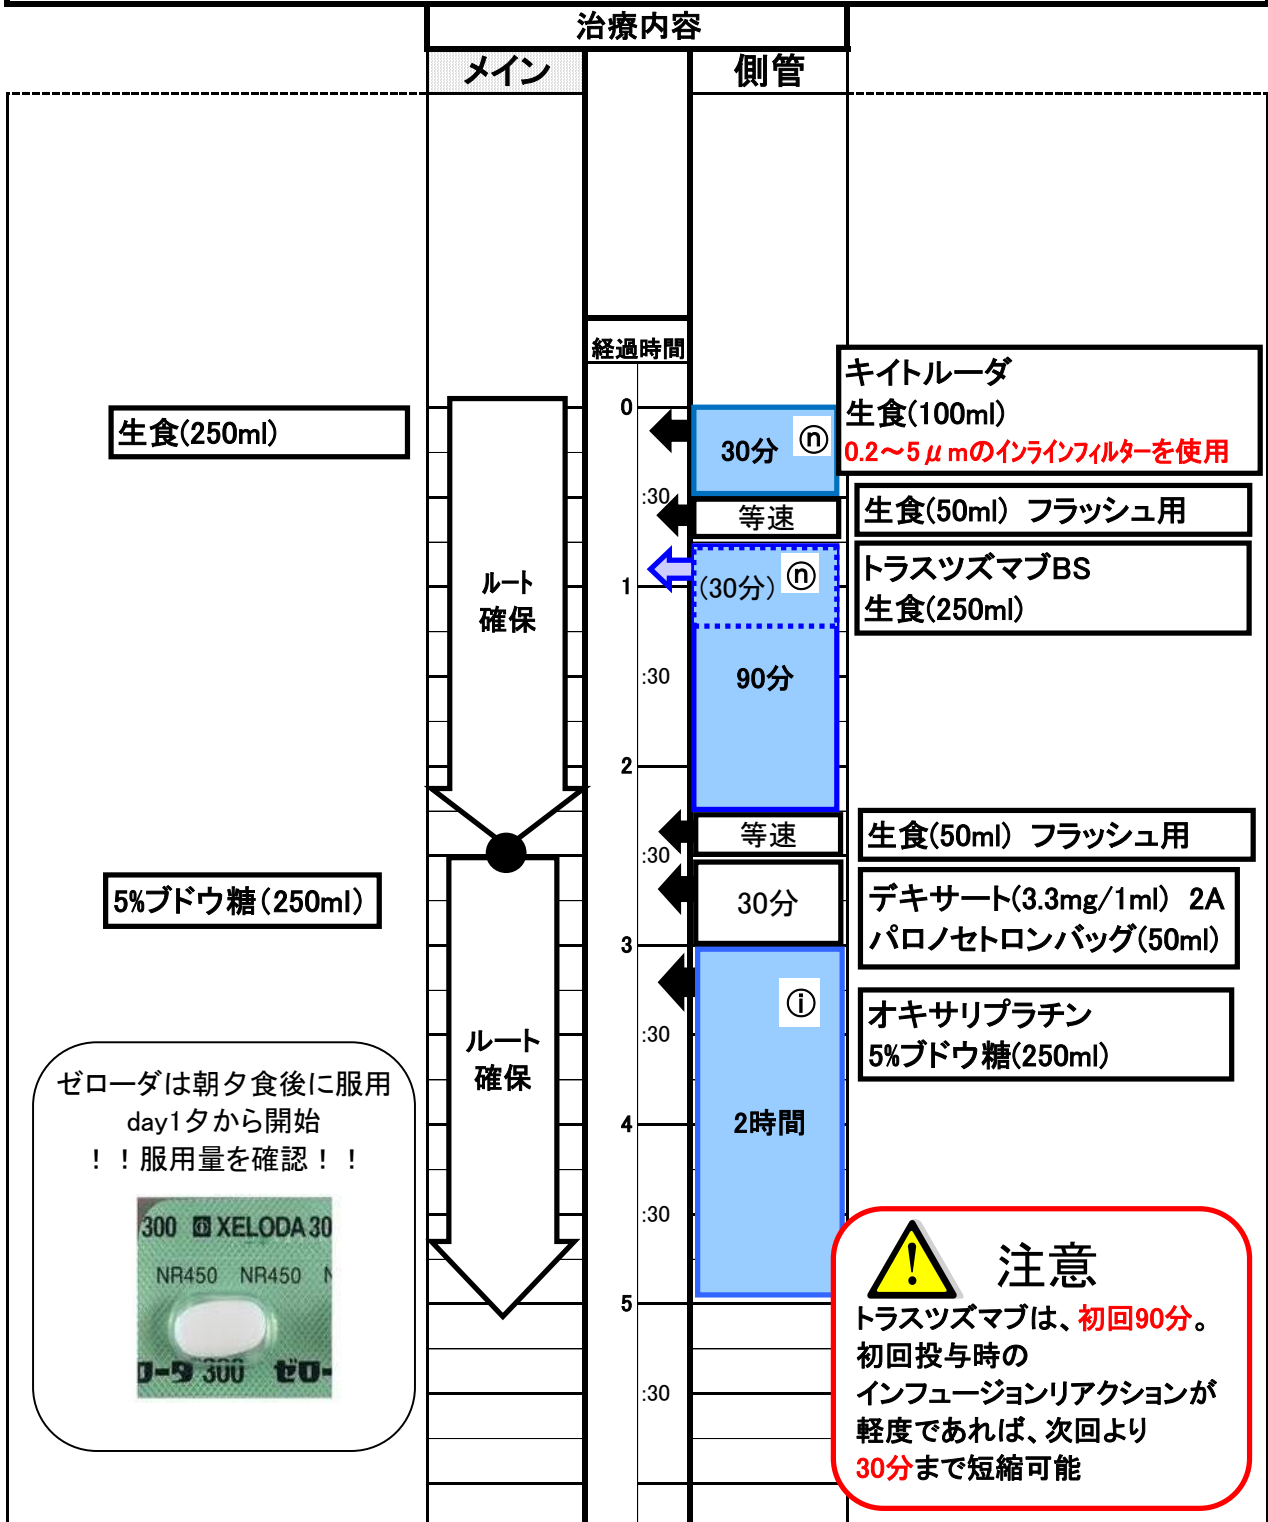 治療内容
メイン
側管
経過時間
キイトルーダ
生食(100ml)
0.2～5μmのインラインフィルターを使用
生食(250ml)
0
30分
ⓝ
:30
等速
生食(50ml) フラッシュ用
トラスツズマブBS
生食(250ml)
(30分)
ⓝ
1
ルート
確保
:30
90分
2
等速
生食(50ml) フラッシュ用
:30
5%ブドウ糖(250ml)
30分
デキサート(3.3mg/1ml) 2A
パロノセトロンバッグ(50ml)
3
ⓘ
オキサリプラチン
5%ブドウ糖(250ml)
:30
ルート
確保
ゼローダは朝夕食後に服用
day1夕から開始
！！服用量を確認！！
4
2時間
300 XELODA 30
NR450 NR450 N
ロータ 300 ゼロー
:30
5
:30
注意
トラスツズマブは、初回90分。
初回投与時の
インフュージョンリアクションが
軽度であれば、次回より
30分まで短縮可能